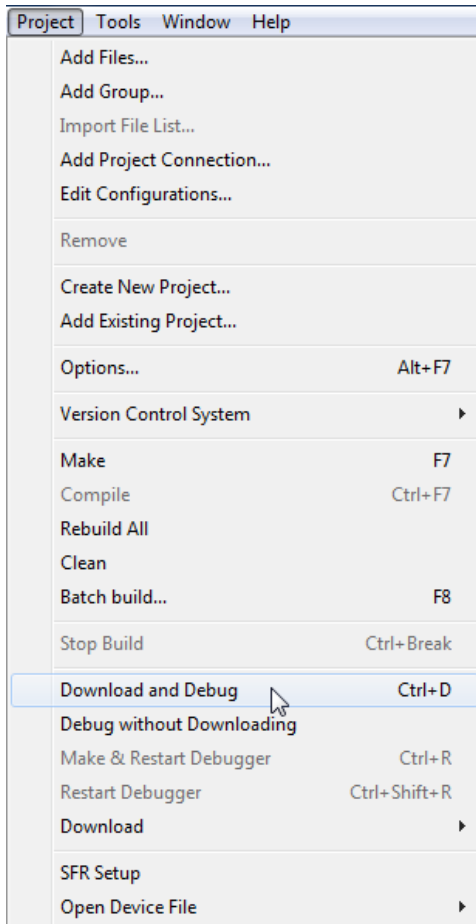 Project Tools Window Help
Add Files...
Add Group...
Import File List...
Add Project Connection...
Edit Configurations...
Remove
Create New Project...
Add Existing Project...
Options... Alt+F7
Version Control System
Make F7
Compile Ctrl+F7
Rebuild All
Clean
Batch build... F8
Stop Build Ctrl+Break
Download and Debug Ctrl+D
Debug without Downloading
Make & Restart Debugger Ctrl+R
Restart Debugger Ctrl+Shift+R
Download
SFR Setup
Open Device File